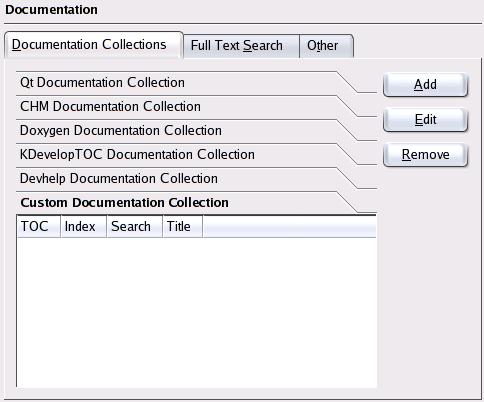 Documentation
Documentation Collections Full Text Search Other
Qt Documentation Collection
Add
CHM Documentation Collection
Edit
Doxygen Documentation Collection
KDevelopTOC Documentation Collection
Remove
Devhelp Documentation Collection
Custom Documentation Collection
TOC Index Search Title